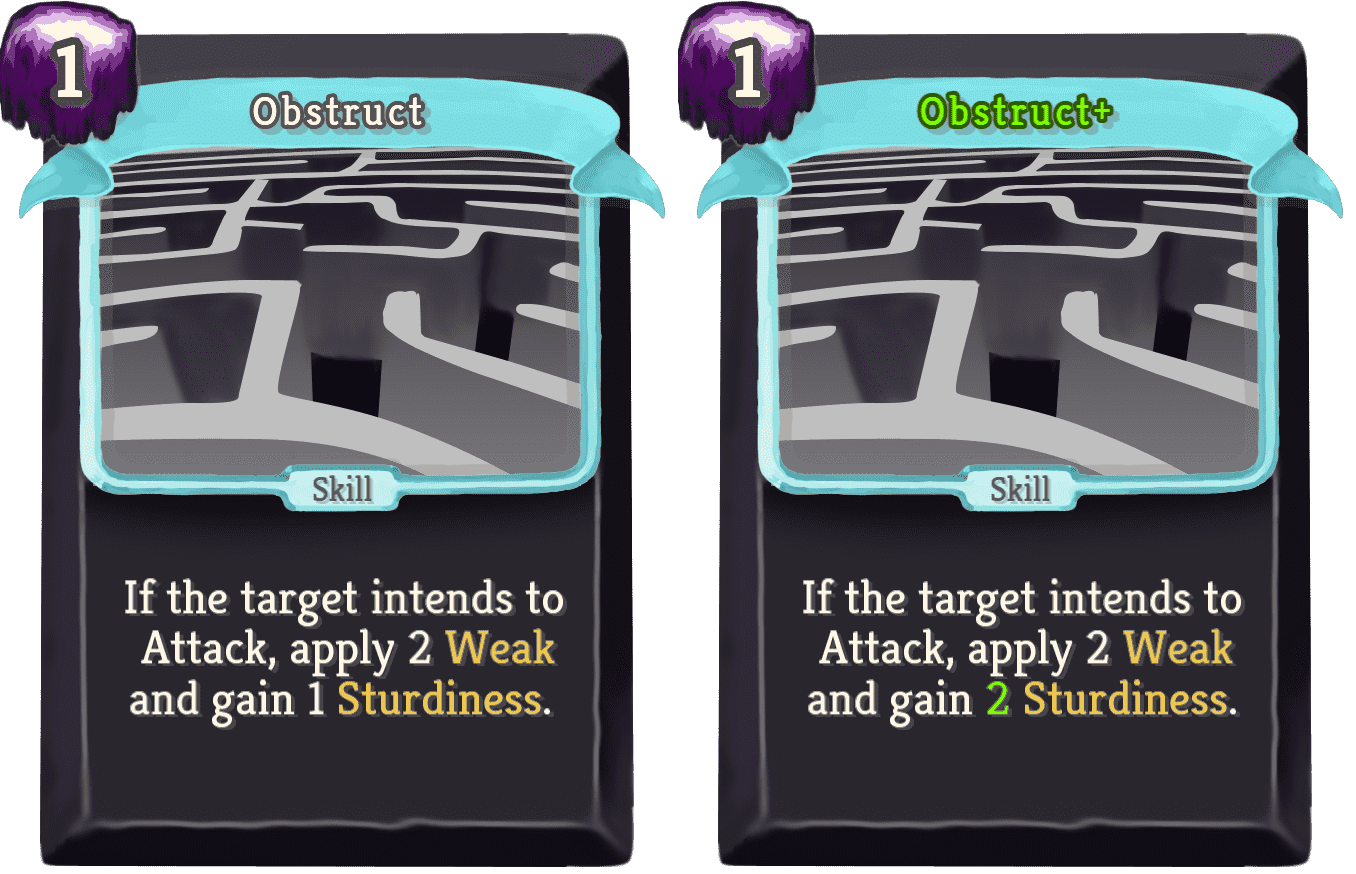 1
Obstruct
Skill
If the target intends to
Attack, apply 2 Weak
and gain 1 Sturdiness.
1
Obstruct+
Skill
If the target intends to
Attack, apply 2 Weak
and gain 2 Sturdiness.